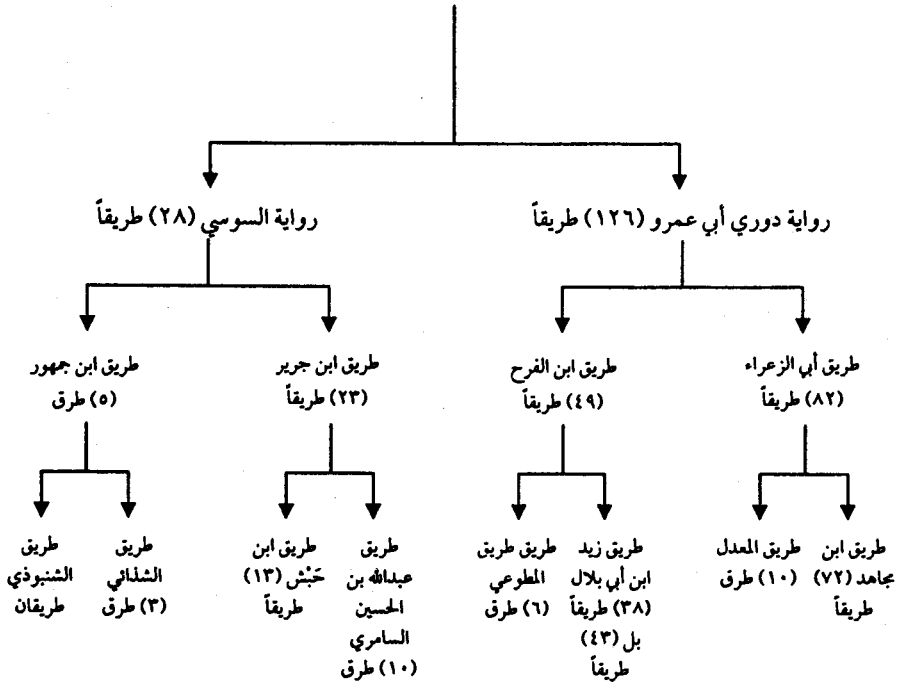 رواية دوري أبي عمرو (١٢٦) طريقاً
رواية السوسي (٢٨) طريقاً
طريق أبي الزعراء
(٨٢) طريقاً
طريق ابن الفرح
(٤٩) طريقاً
طريق ابن جرير
(٢٣) طريقاً
طريق ابن جمهور
(٥) طرق
طريق ابن
مجاهد (٧٢)
طريقاً
طريق المعدل
(١٠) طرق
طريق زيد
ابن أبي بلال
(٣٨) طريقاً
بل (٤٣)
طريقاً
طريق طريق
المطوعي
(٦) طرق
طريق
عبدالله بن
الحسين
السامري
(١٠) طرق
طريق ابن
حَبْش (١٣)
طريقاً
طريق
الشذائي
(٣) طرق
طريق
الشنبوذي
طريقان